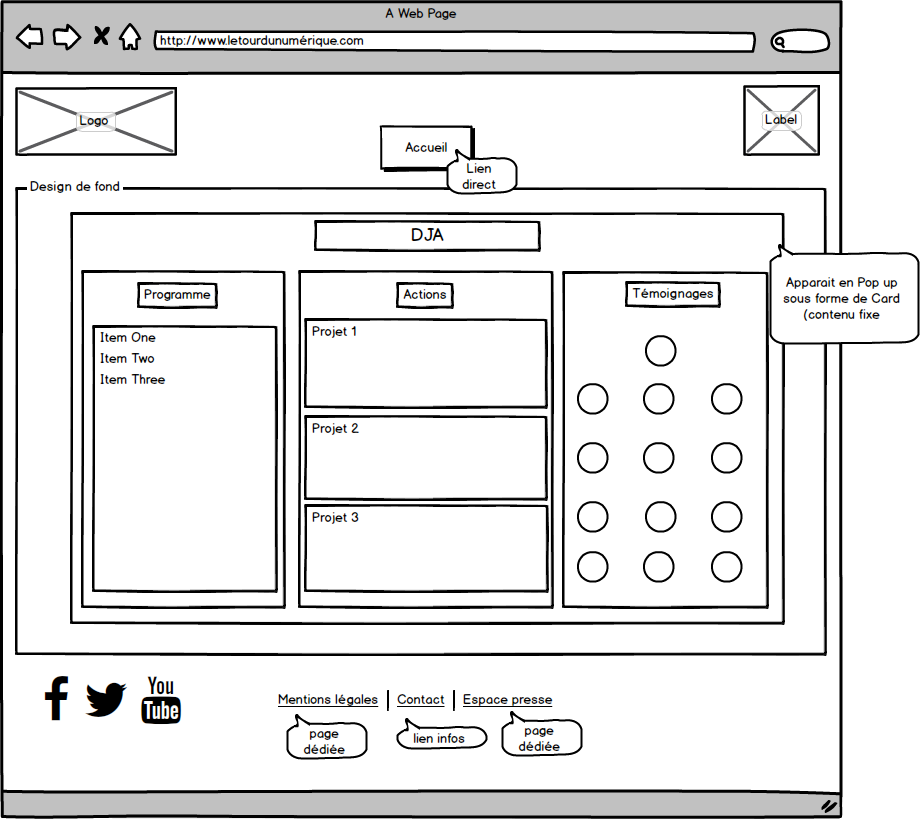 A Web Page
http://www.letourdunumérique.com
Logo
Label
Accueil
Lien
direct
Design de fond
DJA
Apparait en Pop up
sous forme de Card
(contenu fixe
Programme
Item One
Item Two
Item Three
Actions
Projet 1
Projet 2
Projet 3
Témoignages
You
Tube
Mentions légales
Contact
Espace presse
page
dédiée
lien infos
page
dédiée